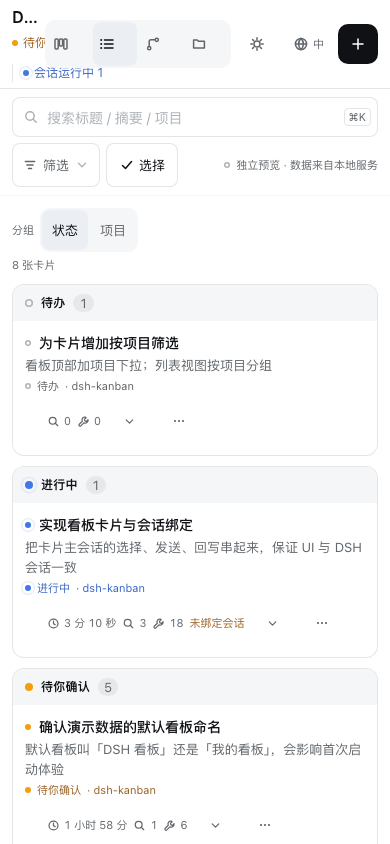 D...
待你
中
会话运行中 1
搜索标题 / 摘要 / 项目
⌘K
筛选
选择
独立预览 · 数据来自本地服务
分组
状态
项目
8 张卡片
待办 1
为卡片增加按项目筛选
看板顶部加项目下拉；列表视图按项目分组
待办 · dsh-kanban
0 0
进行中 1
实现看板卡片与会话绑定
把卡片主会话的选择、发送、回写串起来，保证 UI 与 DSH
会话一致
进行中 · dsh-kanban
3 分 10 秒 3 18 未绑定会话
待你确认 5
确认演示数据的默认看板命名
默认看板叫「DSH 看板」还是「我的看板」，会影响首次启
动体验
待你确认 · dsh-kanban
1 小时 58 分 1 6